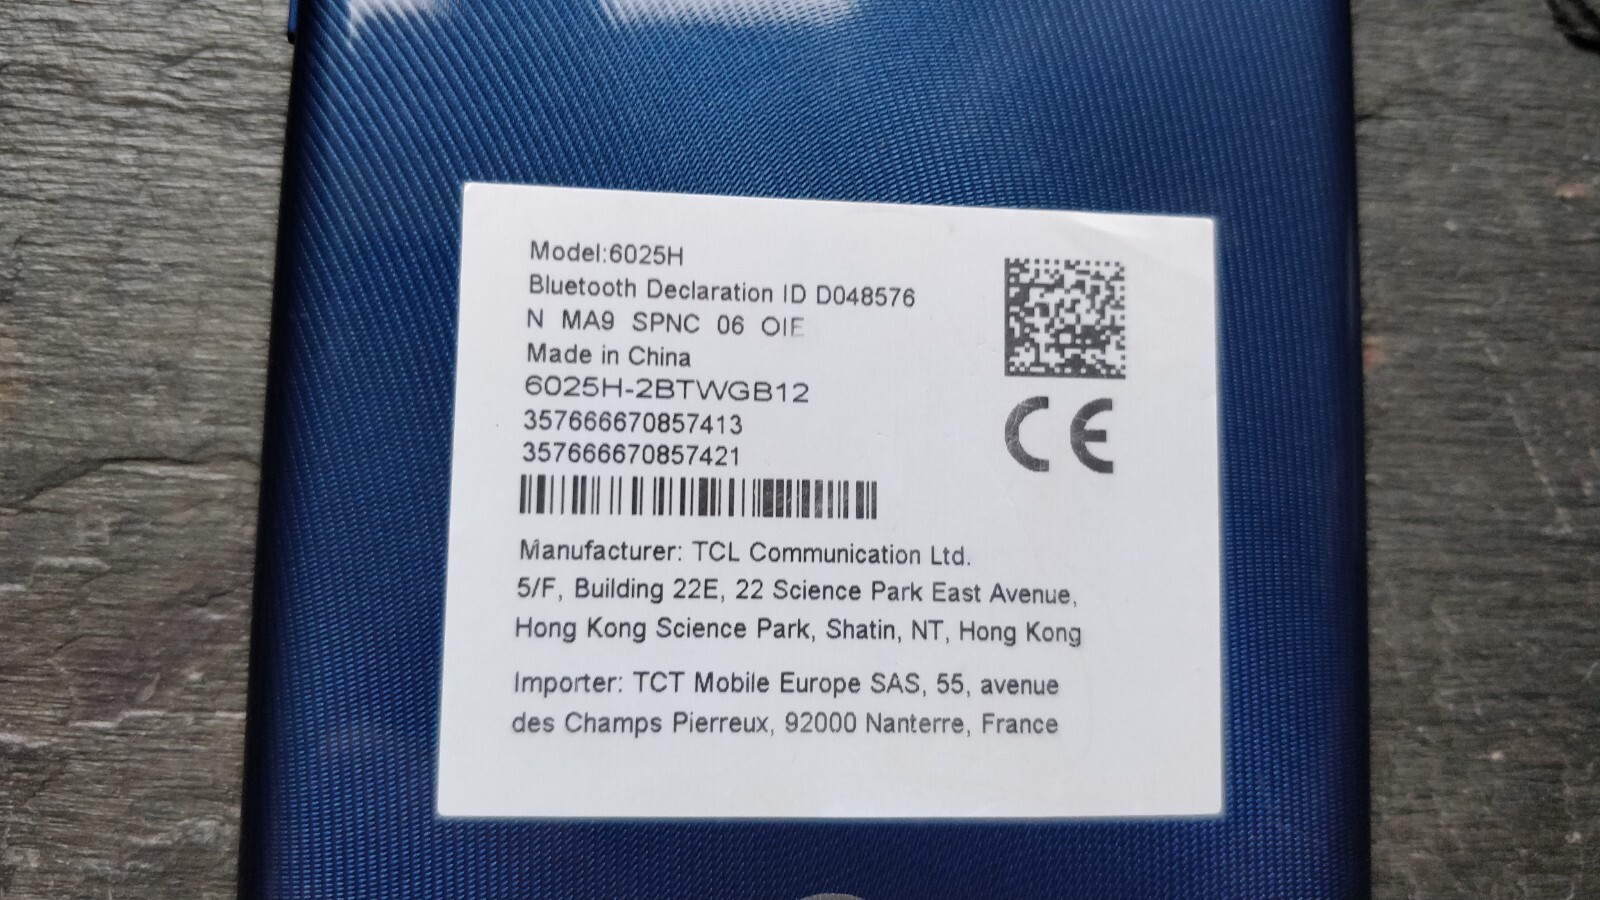 Model:6025H
Bluetooth Declaration ID D048576
N MA9 SPNC 06 OIE
Made in China
6025H-2BTWGB12
357666670857413
357666670857421
CE
Manufacturer: TCL Communication Ltd.
5/F, Building 22E, 22 Science Park East Avenue,
Hong Kong Science Park, Shatin, NT, Hong Kong
Importer: TCT Mobile Europe SAS, 55, avenue
des Champs Pierreux, 92000 Nanterre, France